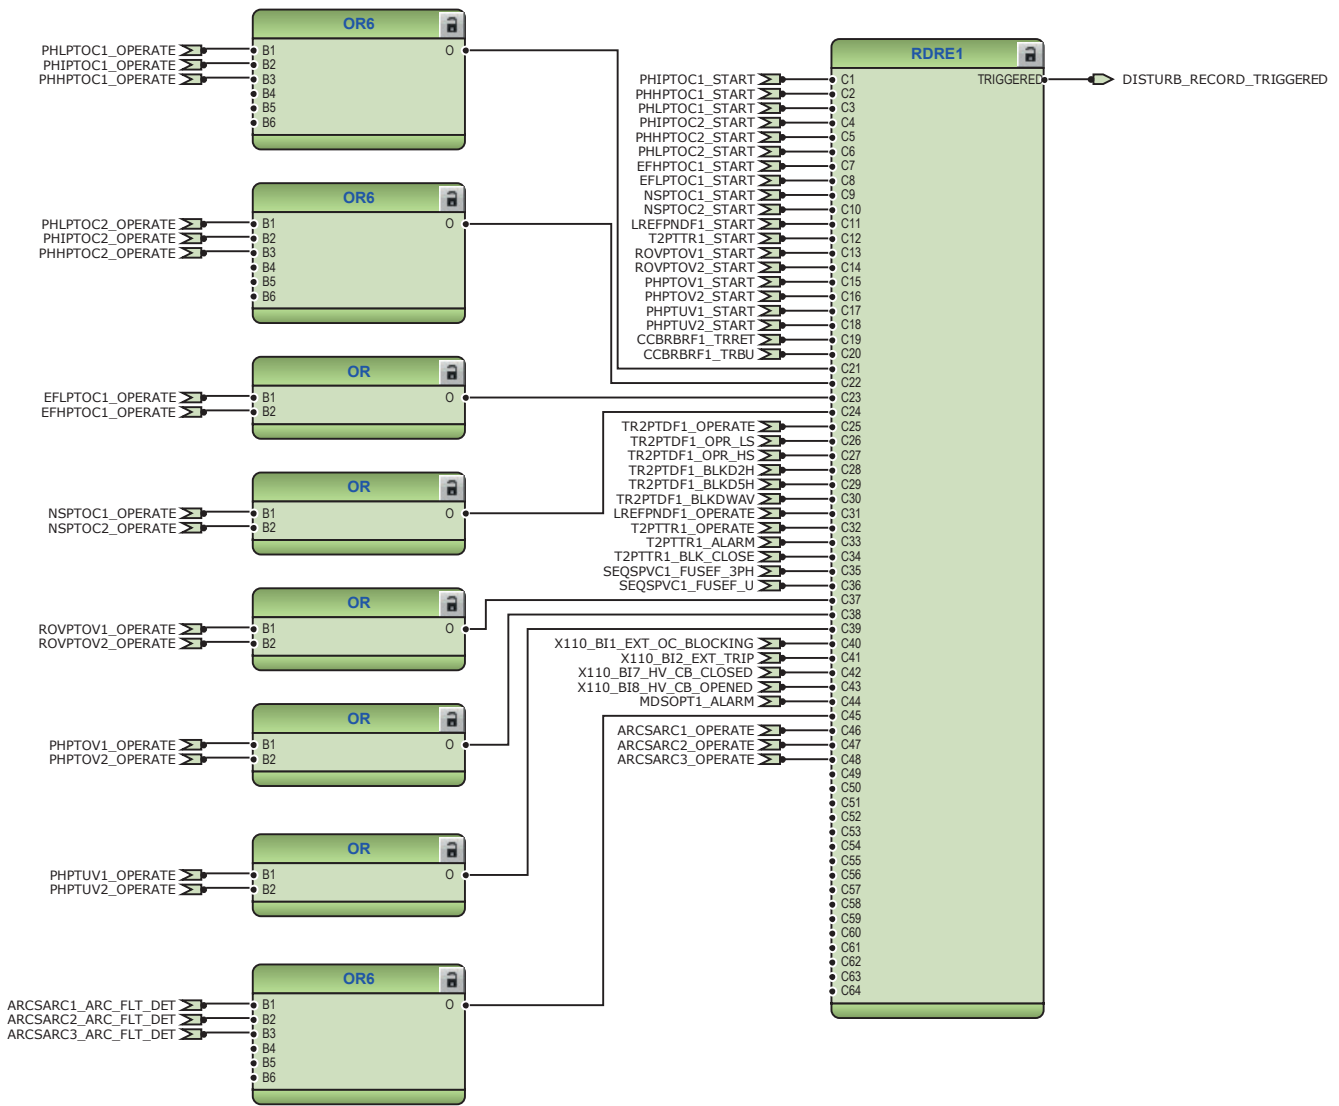 OR6
PHLPTOC1_OPERATE B1 O
PHIPTOC1_OPERATE B2
PHHPTOC1_OPERATE B3
B4
B5
B6
OR6
PHLPTOC2_OPERATE B1 O
PHIPTOC2_OPERATE B2
PHHPTOC2_OPERATE B3
B4
B5
B6
OR
EFLPTOC1_OPERATE B1 O
EFHPTOC1_OPERATE B2
OR
NSPTOC1_OPERATE B1 O
NSPTOC2_OPERATE B2
OR
ROVPTOV1_OPERATE B1 O
ROVPTOV2_OPERATE B2
OR
PHPTOV1_OPERATE B1 O
PHPTOV2_OPERATE B2
OR
PHPTUV1_OPERATE B1 O
PHPTUV2_OPERATE B2
OR6
ARCSARC1_ARC_FLT_DET B1 O
ARCSARC2_ARC_FLT_DET B2
ARCSARC3_ARC_FLT_DET B3
B4
B5
B6
RDRE1
PHIPTOC1_START C1 TRIGGERED DISTURB_RECORD_TRIGGERED
PHHPTOC1_START C2
PHLPTOC1_START C3
PHIPTOC2_START C4
PHHPTOC2_START C5
PHLPTOC2_START C6
EFHPTOC1_START C7
EFLPTOC1_START C8
NSPTOC1_START C9
NSPTOC2_START C10
LREFPNDF1_START C11
T2PTTR1_START C12
ROVPTOV1_START C13
ROVPTOV2_START C14
PHPTOV1_START C15
PHPTOV2_START C16
PHPTUV1_START C17
PHPTUV2_START C18
CCBRBRF1_TRRET C19
CCBRBRF1_TRBU C20
C21
C22
C23
C24
TR2PTDF1_OPERATE C25
TR2PTDF1_OPR_LS C26
TR2PTDF1_OPR_HS C27
TR2PTDF1_BLKD2H C28
TR2PTDF1_BLKD5H C29
TR2PTDF1_BLKDWAV C30
LREFPNDF1_OPERATE C31
T2PTTR1_OPERATE C32
T2PTTR1_ALARM C33
T2PTTR1_BLK_CLOSE C34
SEQSPVC1_FUSEF_3PH C35
SEQSPVC1_FUSEF_U C36
C37
C38
C39
X110_BI1_EXT_OC_BLOCKING C40
X110_BI2_EXT_TRIP C41
X110_BI7_HV_CB_CLOSED C42
X110_BI8_HV_CB_OPENED C43
MDSOPT1_ALARM C44
C45
ARCSARC1_OPERATE C46
ARCSARC2_OPERATE C47
ARCSARC3_OPERATE C48
C49
C50
C51
C52
C53
C54
C55
C56
C57
C58
C59
C60
C61
C62
C63
C64